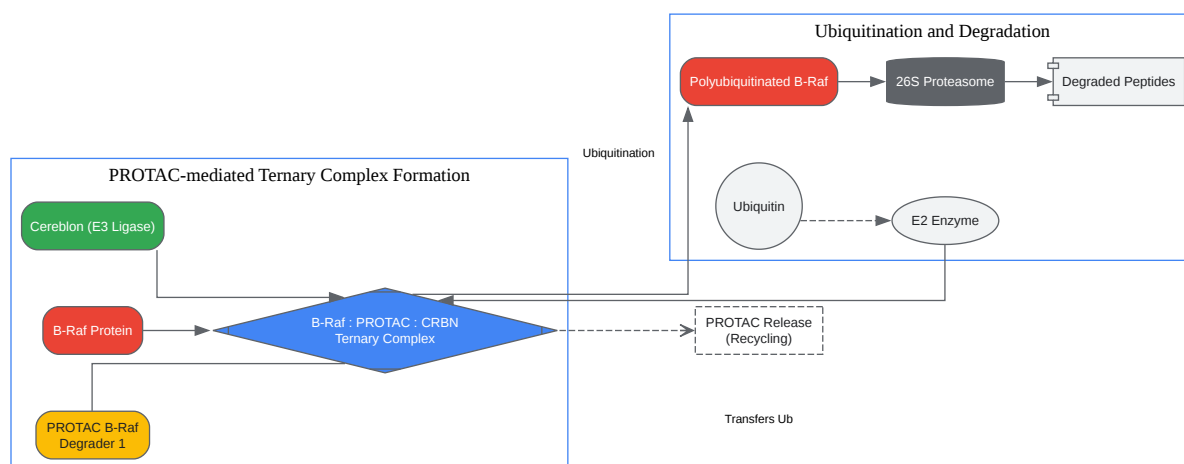 Ubiquitination and Degradation
Polyubiquitinated B-Raf
26S Proteasome
Degraded Peptides
Ubiquitination
PROTAC-mediated Ternary Complex Formation
Cereblon (E3 Ligase)
Ubiquitin
E2 Enzyme
B-Raf Protein
B-Raf : PROTAC : CRBN
Ternary Complex
PROTAC Release
(Recycling)
PROTAC B-Raf
Degrader 1
Transfers Ub